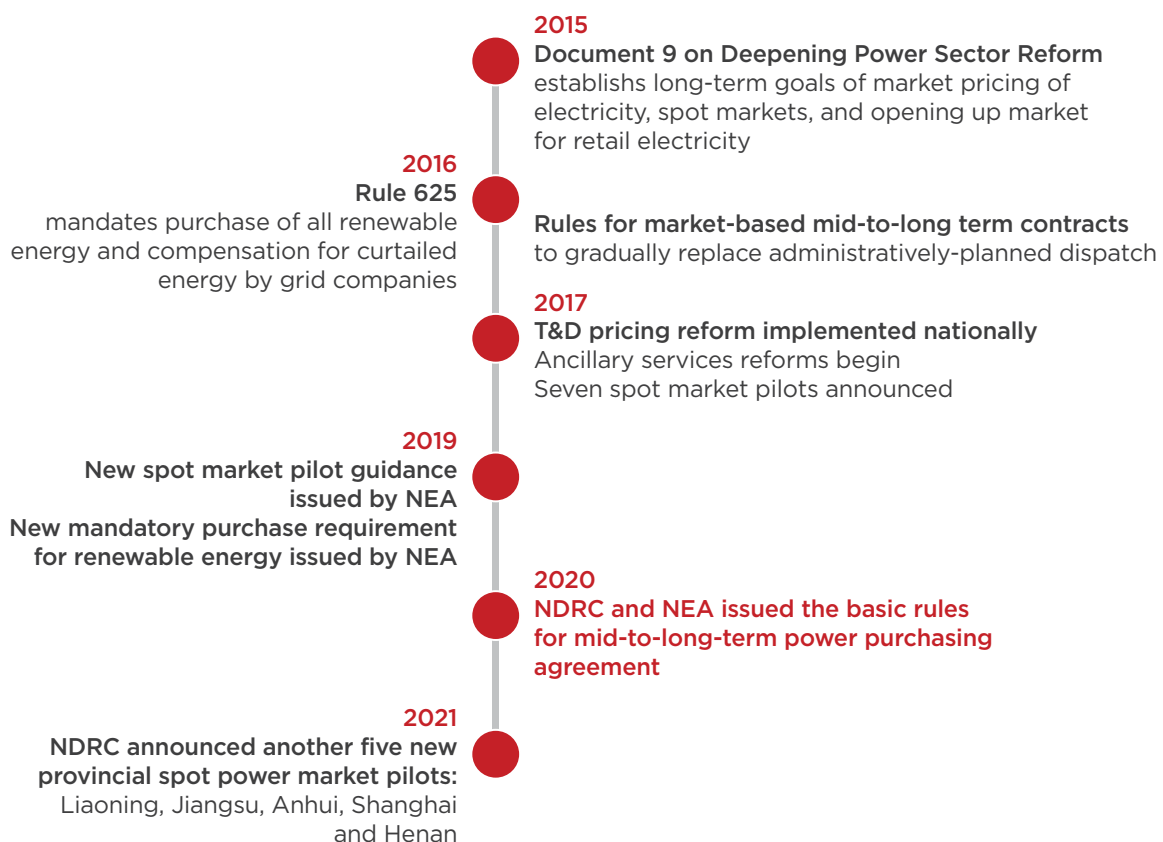 2015
Document 9 on Deepening Power Sector Reform
establishs long-term goals of market pricing of
electricity, spot markets, and opening up market
for retail electricity
2016
Rule 625
mandates purchase of all renewable
energy and compensation for curtailed
energy by grid companies
Rules for market-based mid-to-long term contracts
to gradually replace administratively-planned dispatch
2017
T&D pricing reform implemented nationally
Ancillary services reforms begin
Seven spot market pilots announced
2019
New spot market pilot guidance
issued by NEA
New mandatory purchase requirement
for renewable energy issued by NEA
2020
NDRC and NEA issued the basic rules
for mid-to-long-term power purchasing
agreement
2021
NDRC announced another five new
provincial spot power market pilots:
Liaoning, Jiangsu, Anhui, Shanghai
and Henan